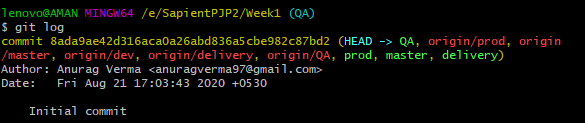 lenovo@AMAN MINGW64 /e/SapientPJP2/Week1 (QA)
$ git log
commit 8ada9ae42d316aca0a26abd836a5cbe982c87bd2 (HEAD -> QA, origin/prod, origin
/master, origin/dev, origin/delivery, origin/QA, prod, master, delivery)
Author: Anurag Verma <anuragverma97@gmail.com>
Date:   Fri Aug 21 17:03:43 2020 +0530
    Initial commit